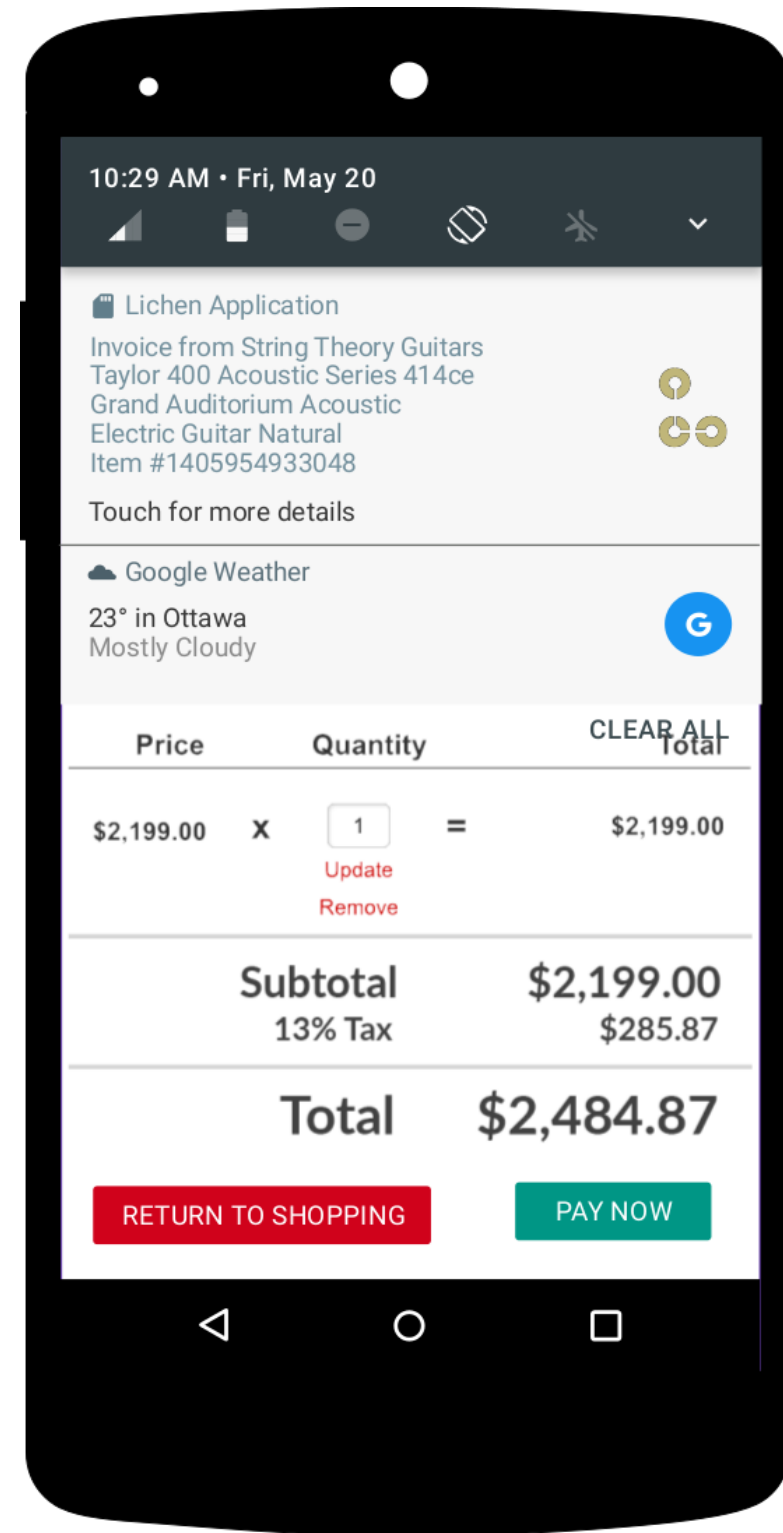 10:29 AM • Fri, May 20
Lichen Application
Invoice from String Theory Guitars
Taylor 400 Acoustic Series 414ce
Grand Auditorium Acoustic
Electric Guitar Natural
Item #1405954933048
Touch for more details
Google Weather
23° in Ottawa
Mostly Cloudy
G
CLEAR ALL
Price Quantity Total
$2,199.00 x 1 = $2,199.00
Update
Remove
Subtotal $2,199.00
13% Tax $285.87
Total $2,484.87
RETURN TO SHOPPING PAY NOW